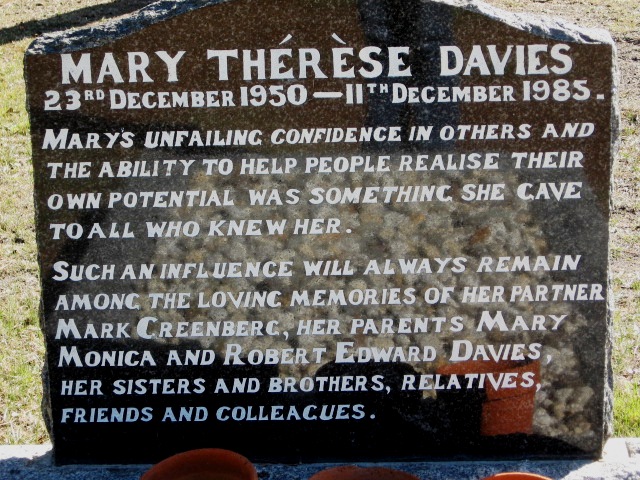 MARY THÉRÈSE DAVIES
23RD DECEMBER 1950 — 11TH DECEMBER 1985.
MARY'S UNFAILING CONFIDENCE IN OTHERS AND
THE ABILITY TO HELP PEOPLE REALISE THEIR
OWN POTENTIAL WAS SOMETHING SHE GAVE
TO ALL WHO KNEW HER.
SUCH AN INFLUENCE WILL ALWAYS REMAIN
AMONG THE LOVING MEMORIES OF HER PARTNER
MARK GREENBERG, HER PARENTS MARY
MONICA AND ROBERT EDWARD DAVIES,
HER SISTERS AND BROTHERS, RELATIVES,
FRIENDS AND COLLEAGUES.